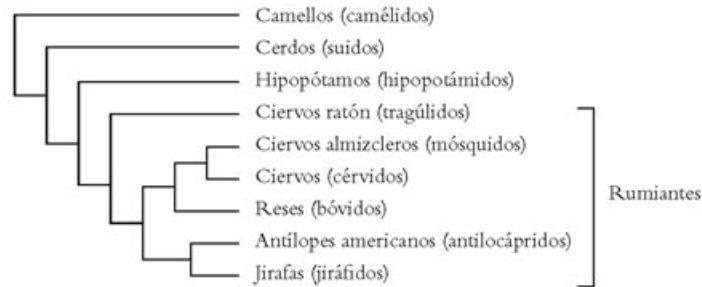 Camellos (camélidos)
Cerdos (suidos)
Hipopótamos (hipopotámidos)
Ciervos ratón (tragúlidos)
Ciervos almizcleros (mósquidos)
Ciervos (cérvidos)
Reses (bóvidos)
Antílopes americanos (antilocápridos)
Jirafas (jiráfidos)
Rumiantes